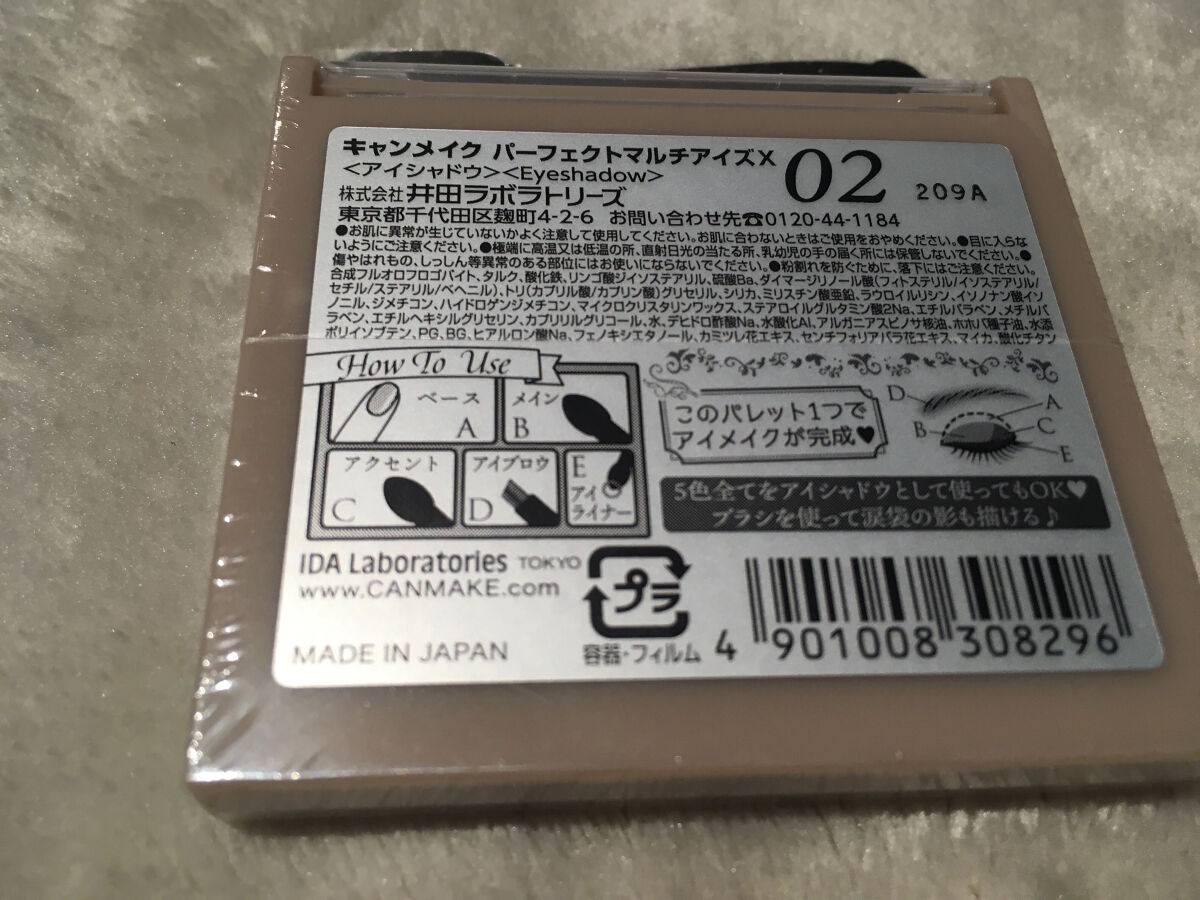 キャンメイク パーフェクトマルチアイズX
02
209A
<アイシャドウ><Eyeshadow>
株式会社 井田ラボラトリーズ
東京都千代田区麹町4-2-6 お問い合わせ先☎0120-44-1184
●お肌に異常が生じていないかよく注意して使用してください。お肌に合わないときはご使用をおやめください。●目に入らな
いようにご注意ください。●極端に高温又は低温の所、直射日光の当たる所、乳幼児の手の届く所には保管しないでください。●
傷やはれもの、しっしん等異常のある部位にはお使いにならないでください。●粉割れを防ぐために、落下にはご注意ください。
合成フルオロフロゴパイト、タルク、酸化鉄、リンゴ酸ジイソステアリル、硫酸Ba、ダイマージリノール酸(フィトステリル/イソステアリル/
セチル/ステアリル/ベヘニル)、トリ(カプリル酸/カプリン酸)グリセリル、シリカ、ミリスチン酸亜鉛、ラウロイルリシン、イソノナン酸イソ
ノニル、ジメチコン、ハイドロゲンジメチコン、マイクロクリスタリンワックス、ステアロイルグルタミン酸2Na、エチルパラベン、メチルパ
ラベン、エチルヘキシルグリセリン、カプリリルグリコール、水、デヒドロ酢酸Na、水酸化Al、アルガニアスピノサ核油、ホホバ種子油、水添
ポリイソブテン、PG、BG、ヒアルロン酸Na、フェノキシエタノール、カミツレ花エキス、センチフォリアバラ花エキス、マイカ、酸化チタン
How To Use
ベース
A
メイン
B
アクセント
C
アイブロウ
D
E
アイ
ライナー
このパレット1つで
アイメイクが完成♥
D
A
B
C
E
5色全てをアイシャドウとして使ってもOK♥
ブラシを使って涙袋の影も描ける♪
IDA Laboratories TOKYO
www.CANMAKE.com
MADE IN JAPAN
プラ
容器・フィルム
4 901008 308296